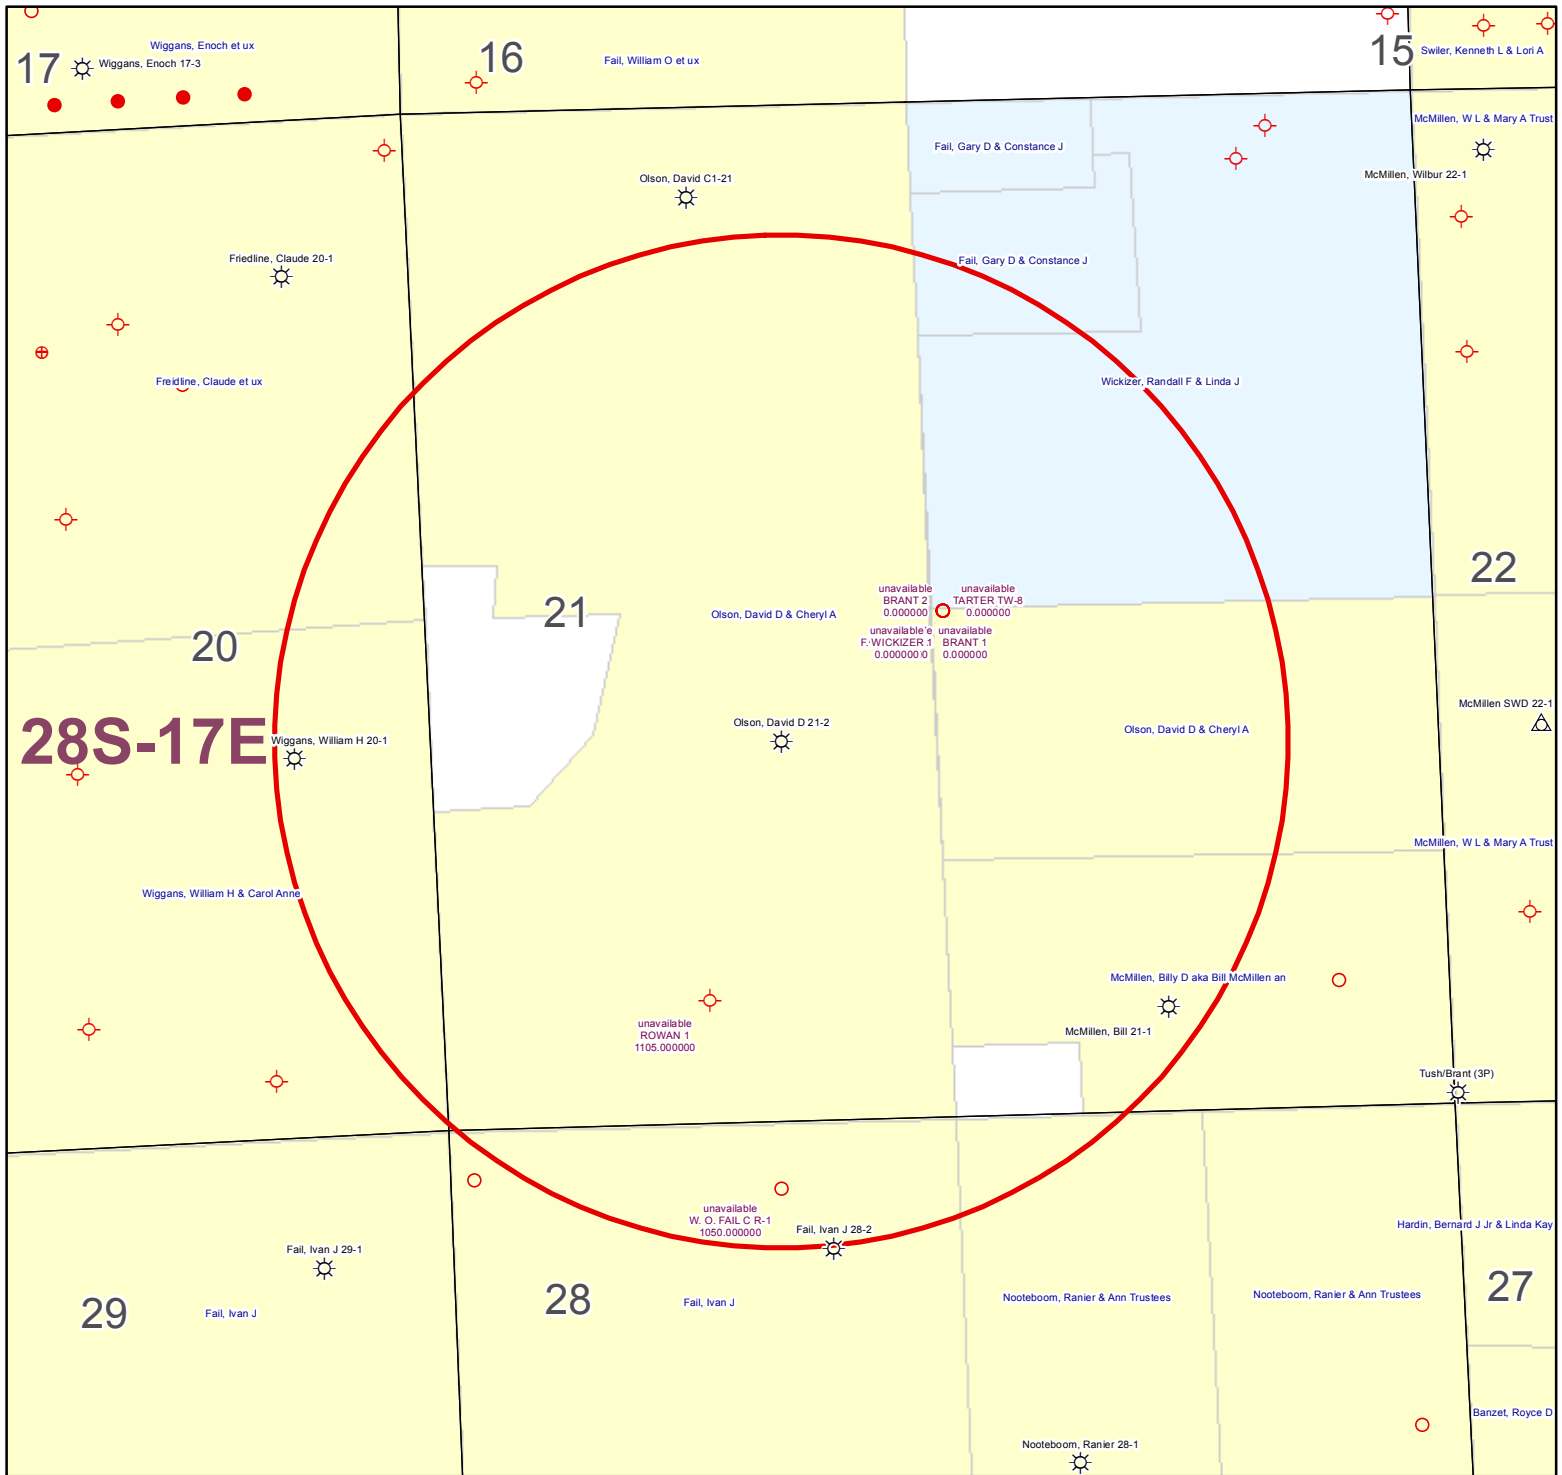 17
Wiggans, Enoch et ux
Wiggans, Enoch 17-3
16
Fail, William O et ux
15
Swiler, Kenneth L & Lori A
McMillen, W L & Mary A Trust
Fail, Gary D & Constance J
McMillen, Wilbur 22-1
Olson, David C1-21
Friedline, Claude 20-1
Fail, Gary D & Constance J
Freidline, Claude et ux
Wickizer, Randall F & Linda J
22
unavailable
BRANT 2
0.000000
unavailable
TARTER TW-8
0.000000
21
Olson, David D & Cheryl A
20
unavailable
WICKIZER 1
unavailable
BRANT 1
0.000000
28S-17E
McMillen SWD 22-1
Olson, David D 21-2
Olson, David D & Cheryl A
Wiggans, William H 20-1
McMillen, W L & Mary A Trust
Wiggans, William H & Carol Anne
McMillen, Billy D aka Bill McMillen an
McMillen, Bill 21-1
unavailable
ROWAN 1
1105.000000
Tush/Brant (3P)
unavailable
W. O. FAIL C R-1
1050.000000
Fail, Ivan J 28-2
Hardin, Bernard J Jr & Linda Kay
Fail, Ivan J 29-1
29
Fail, Ivan J
28
Fail, Ivan J
Nooteboom, Ranier & Ann Trustees
Nooteboom, Ranier & Ann Trustees
27
Banzet, Royce D
Nooteboom, Ranier 28-1